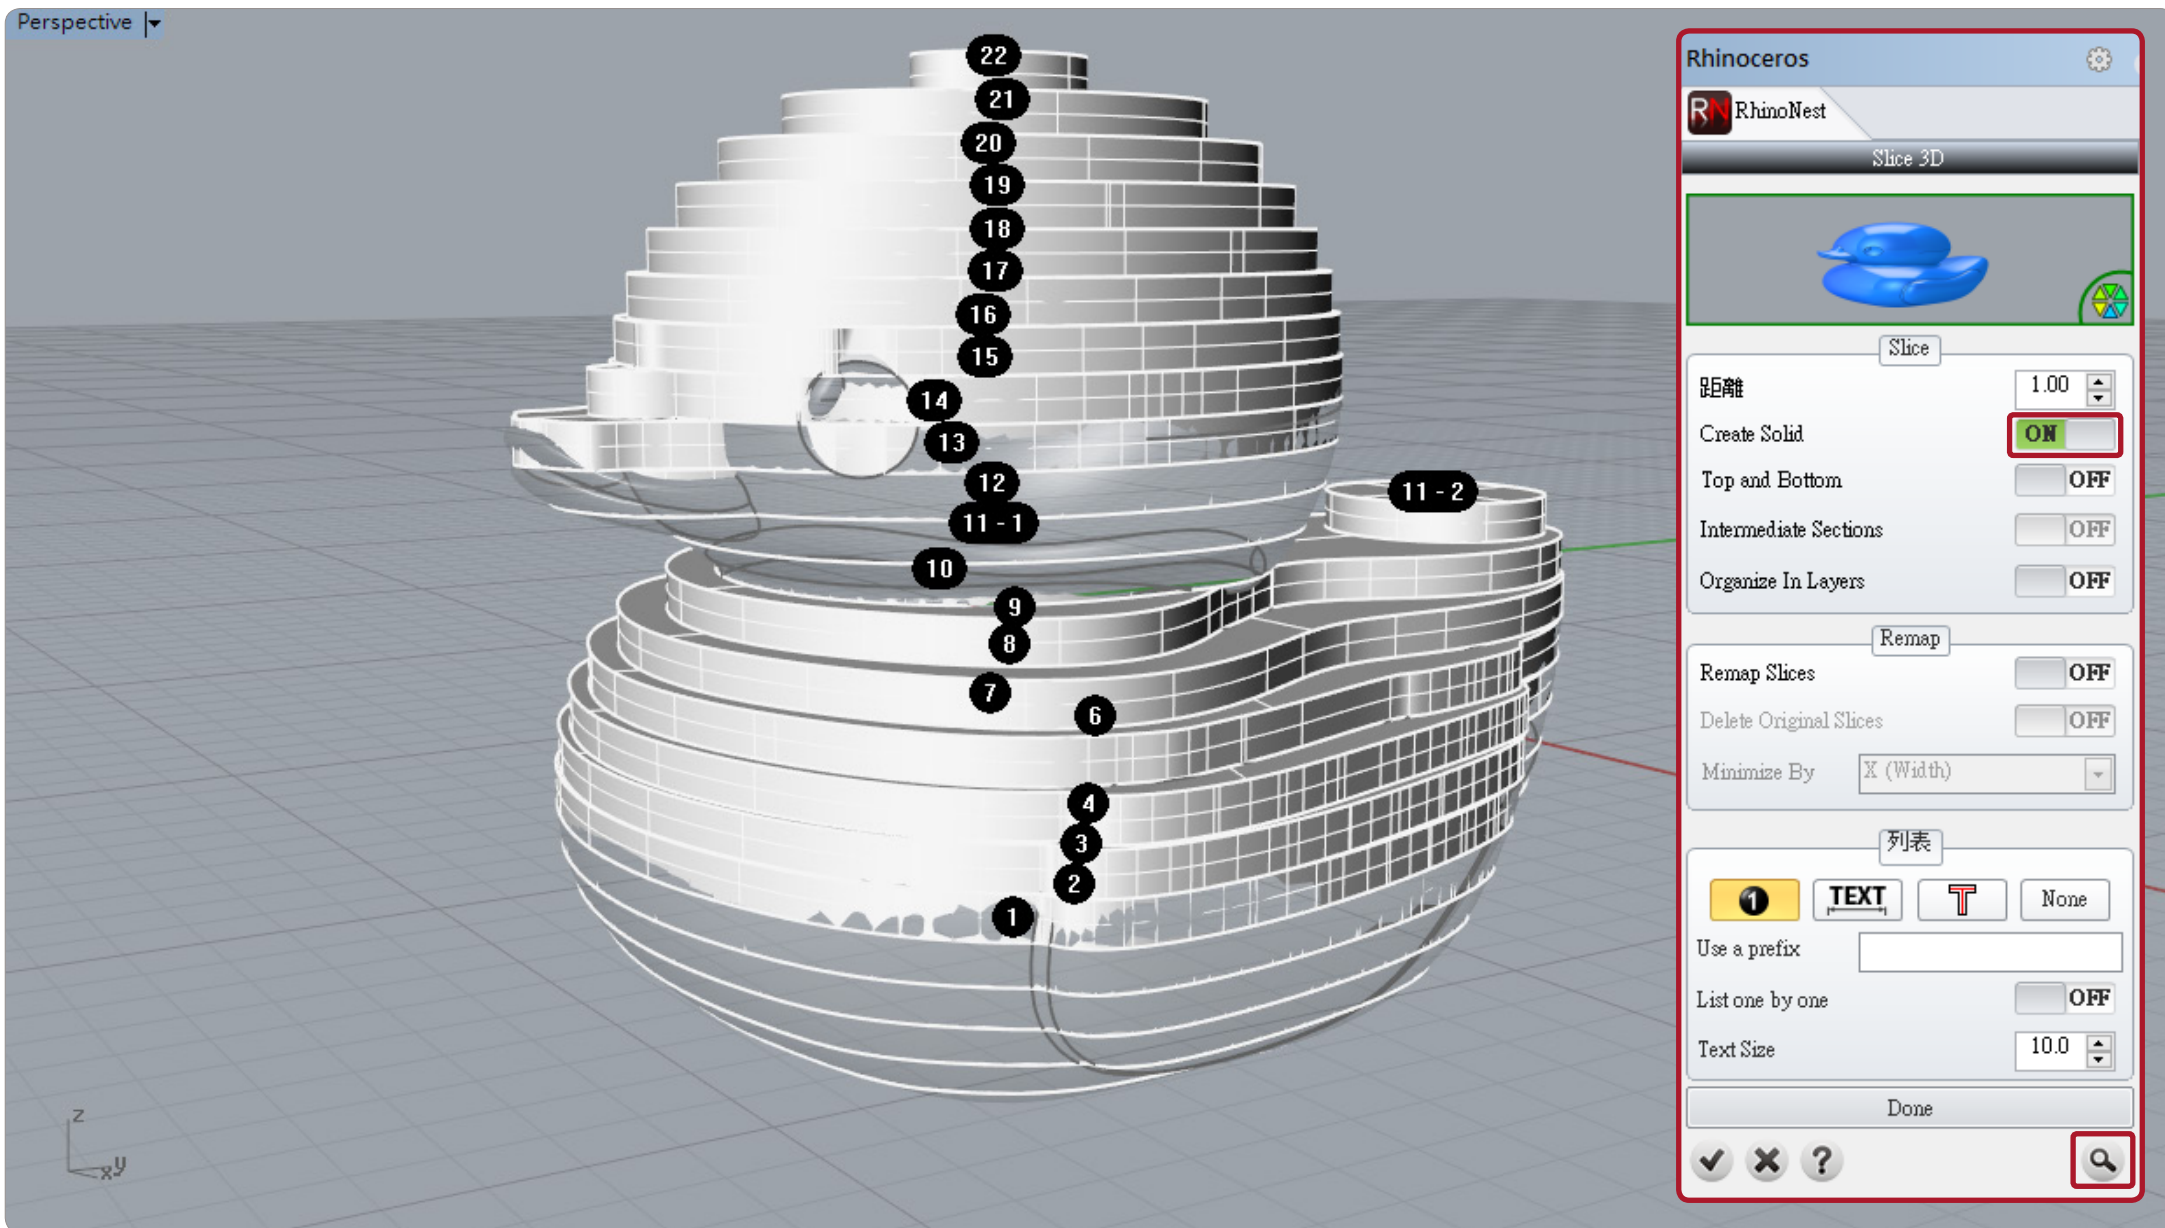 Perspective
22
21
20
19
18
17
16
15
14
13
12
11 - 1
11 - 2
10
9
8
7
6
4
3
2
1
z
x y
Rhinoceros
RN RhinoNest
Slice 3D
Slice
距離 1.00
Create Solid ON
Top and Bottom OFF
Intermediate Sections OFF
Organize In Layers OFF
Remap
Remap Slices OFF
Delete Original Slices OFF
Minimize By X (Width)
列表
1 TEXT T None
Use a prefix
List one by one OFF
Text Size 10.0
Done
?